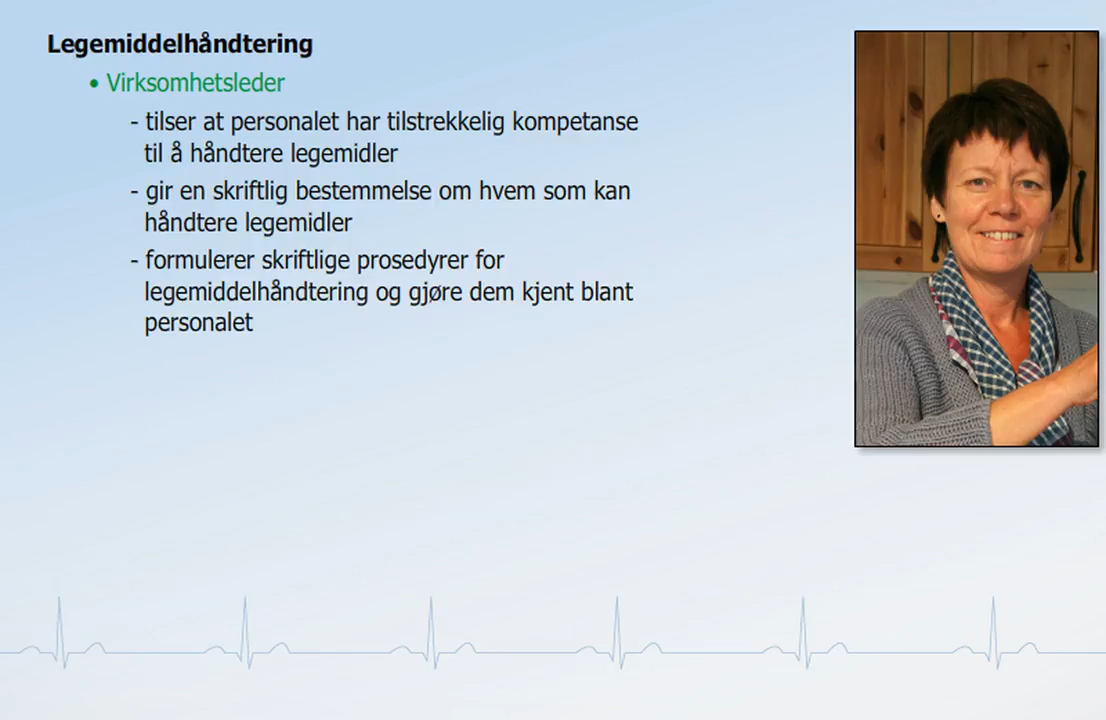 Legemiddelhåndtering
• Virksomhetsleder
- tilser at personalet har tilstrekkelig kompetanse
til å håndtere legemidler
- gir en skriftlig bestemmelse om hvem som kan
håndtere legemidler
- formulerer skriftlige prosedyrer for
legemiddelhåndtering og gjøre dem kjent blant
personalet